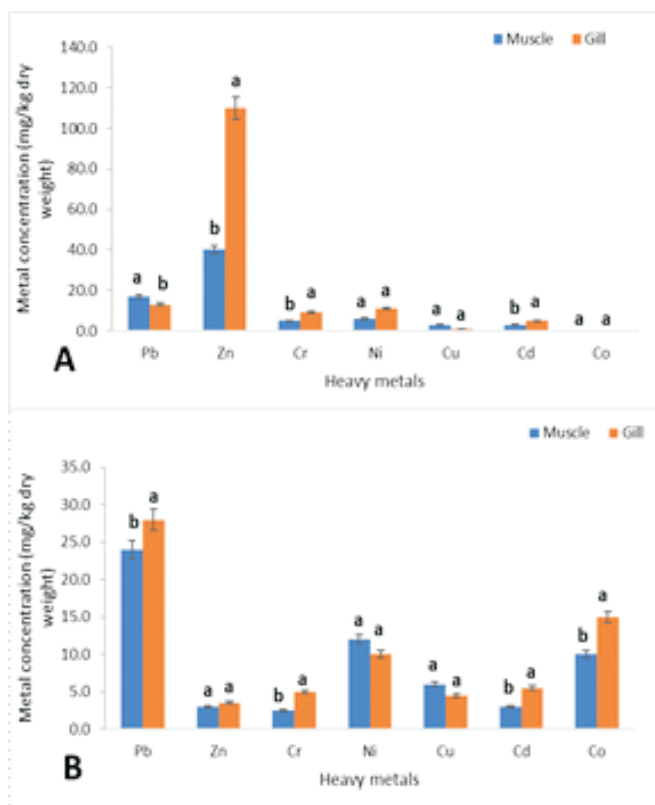 Muscle Gill
140.0
120.0
100.0
80.0
60.0
40.0
20.0
0.0
Metal concentration (mg/kg dry
weight)
a b b a b a a a a a b a a a
Pb Zn Cr Ni Cu Cd Co
Heavy metals
A
Muscle Gill
35.0
30.0
25.0
20.0
15.0
10.0
5.0
0.0
Metal concentration (mg/kg dry
weight)
b a a a b a a a a a b a b a
Pb Zn Cr Ni Cu Cd Co
Heavy metals
B